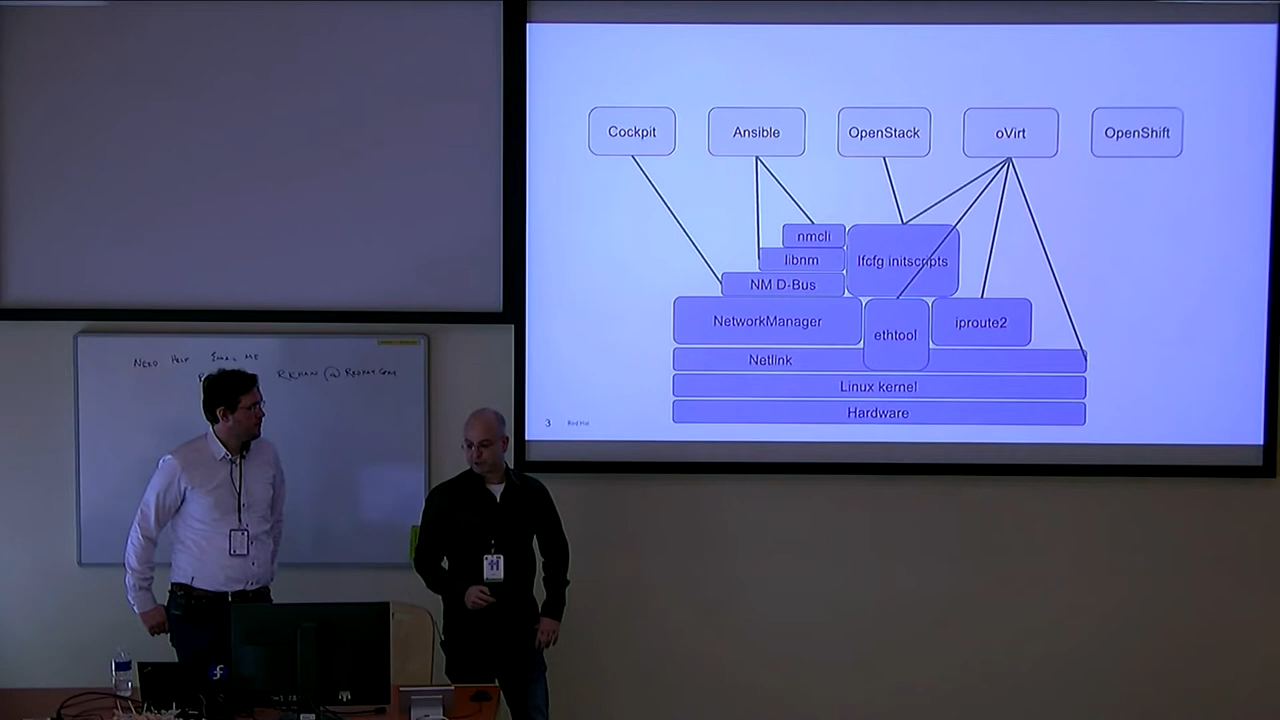 Cockpit
Ansible
OpenStack
oVirt
OpenShift
nmcli
libnm
Ifcfg initscripts
NM D-Bus
NetworkManager
ethtool
iproute2
Netlink
Linux kernel
Hardware
3 Red Hat
NEED HELP EMAIL ME
RKHAN @ REDHAT.COM